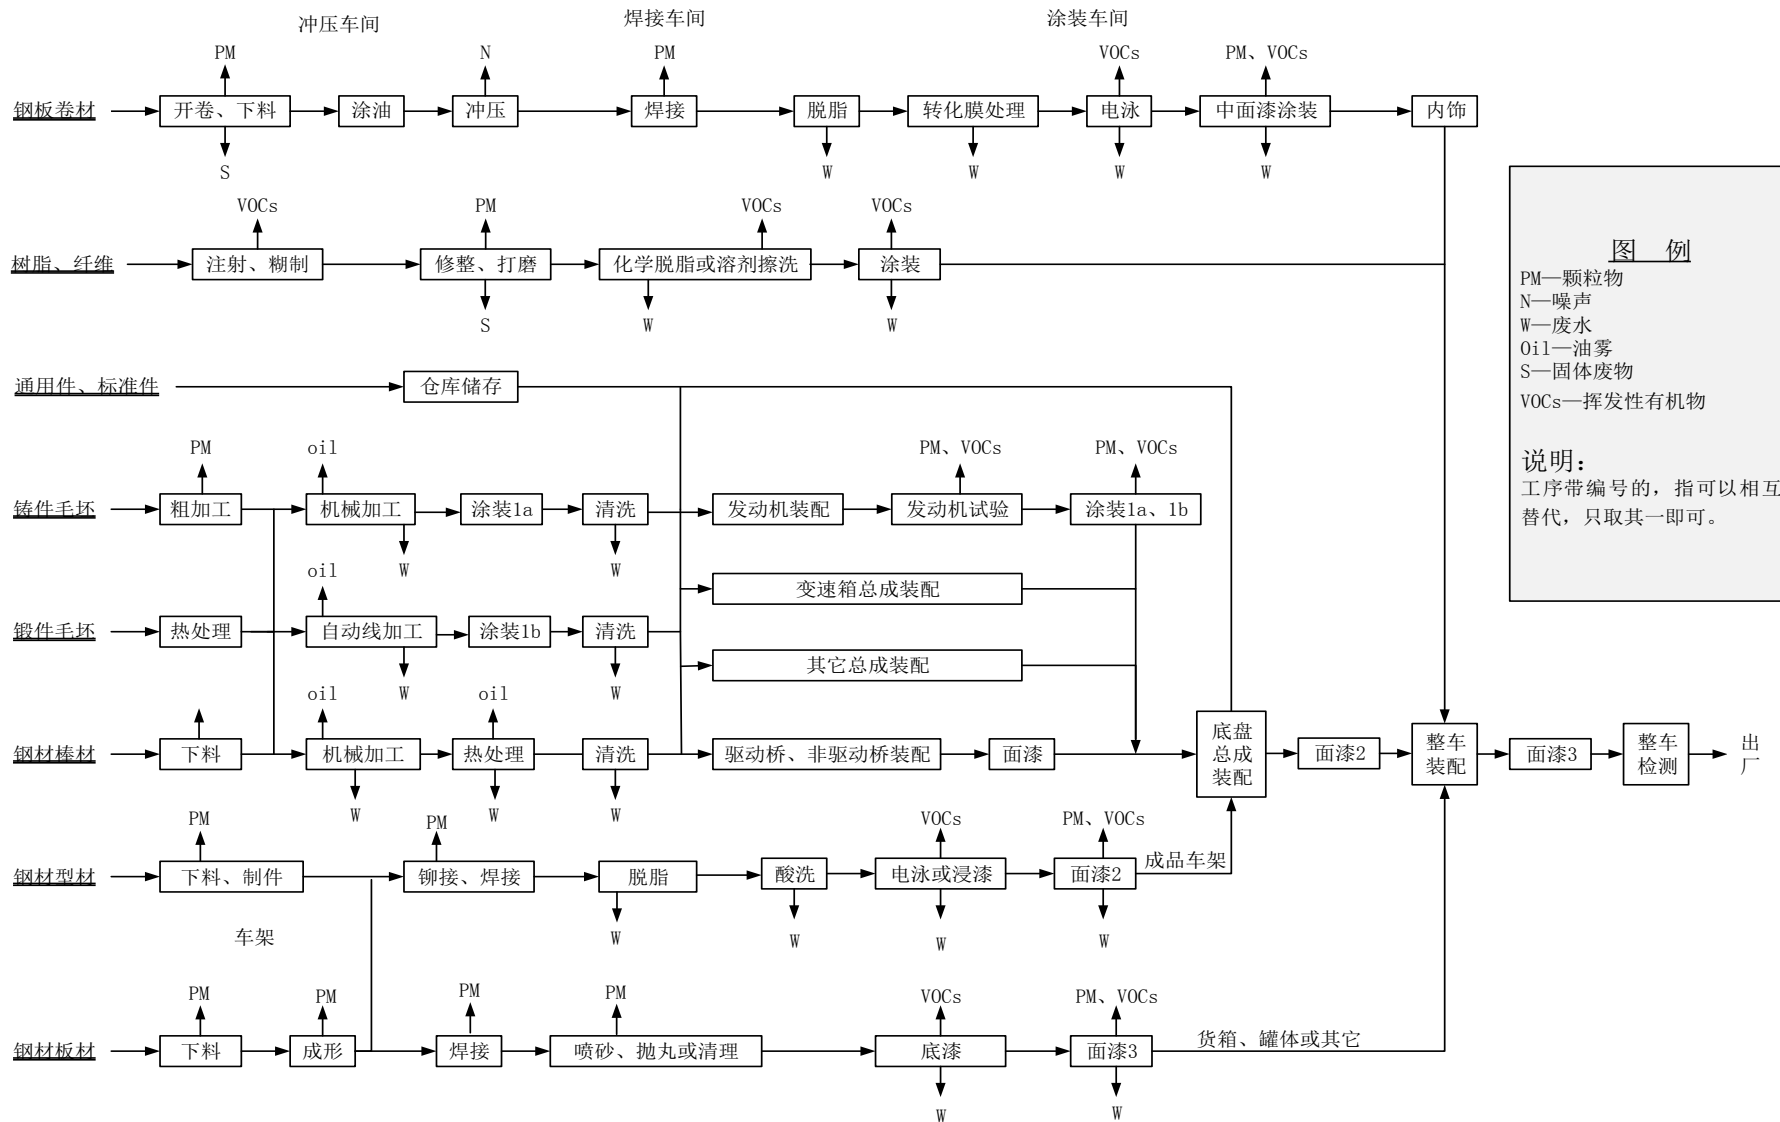 冲压车间
焊接车间
涂装车间
PM
N
PM
VOCs
PM、VOCs
钢板卷材
开卷、下料
涂油
冲压
焊接
脱脂
转化膜处理
电泳
中面漆涂装
内饰
S
W
W
W
W
VOCs
PM
VOCs
VOCs
树脂、纤维
注射、糊制
修整、打磨
化学脱脂或溶剂擦洗
涂装
S
W
W
通用件、标准件
仓库储存
PM
oil
PM、VOCs
PM、VOCs
铸件毛坯
粗加工
机械加工
涂装1a
清洗
发动机装配
发动机试验
涂装1a、1b
W
W
oil
变速箱总成装配
锻件毛坯
热处理
自动线加工
涂装1b
清洗
其它总成装配
W
W
oil
oil
钢材棒材
下料
机械加工
热处理
清洗
驱动桥、非驱动桥装配
面漆
底盘
总成
装配
面漆2
整车
装配
面漆3
整车
检测
出
厂
W
W
W
PM
PM
VOCs
PM、VOCs
钢材型材
下料、制件
铆接、焊接
脱脂
酸洗
电泳或浸漆
面漆2
成品车架
W
W
W
W
车架
PM
PM
PM
PM
VOCs
PM、VOCs
钢材板材
下料
成形
焊接
喷砂、抛丸或清理
底漆
面漆3
货箱、罐体或其它
W
W
图 例
PM—颗粒物
N—噪声
W—废水
Oil—油雾
S—固体废物
VOCs—挥发性有机物
说明：
工序带编号的，指可以相互
替代，只取其一即可。